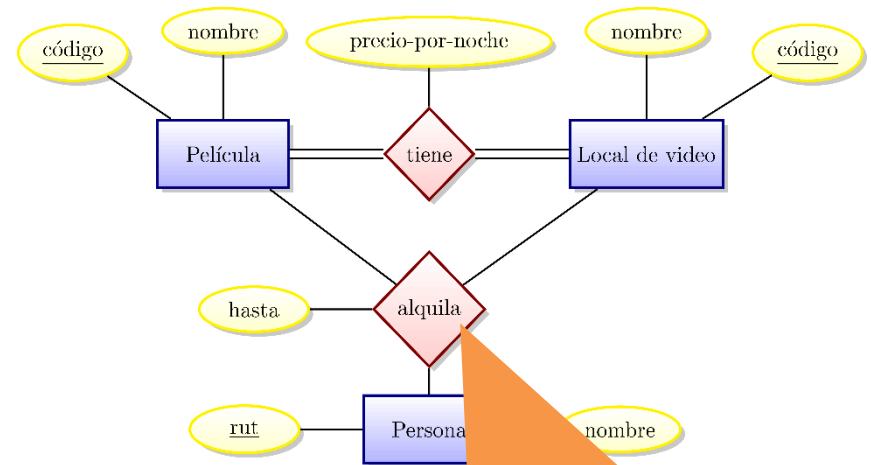 código
nombre
precio-por-noche
nombre
código
Película
tiene
Local de video
hasta
alquila
rut
Persona
nombre